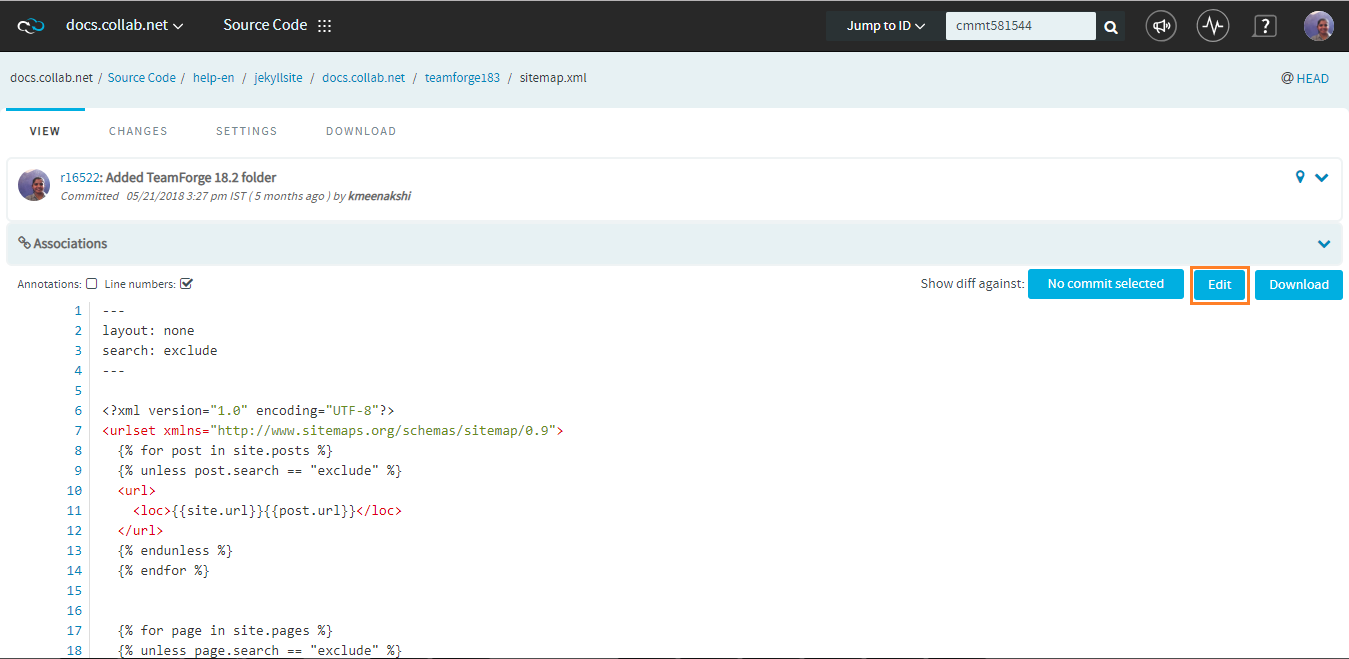 docs.collab.net Source Code Jump to ID cmmt581544 ?
docs.collab.net / Source Code / help-en / jekyllsite / docs.collab.net / teamforge183 / sitemap.xml @ HEAD
VIEW CHANGES SETTINGS DOWNLOAD
r16522: Added TeamForge 18.2 folder
Committed 05/21/2018 3:27 pm IST ( 5 months ago ) by kmeenakshi
Associations
Annotations: Line numbers: Show diff against: No commit selected Edit Download
1 ---
2 layout: none
3 search: exclude
4 ---
5
6 <?xml version="1.0" encoding="UTF-8"?>
7 <urlset xmlns="http://www.sitemaps.org/schemas/sitemap/0.9">
8 {% for post in site.posts %}
9 {% unless post.search == "exclude" %}
10 <url>
11 <loc>{{site.url}}{{post.url}}</loc>
12 </url>
13 {% endunless %}
14 {% endfor %}
15
16
17 {% for page in site.pages %}
18 {% unless page.search == "exclude" %}